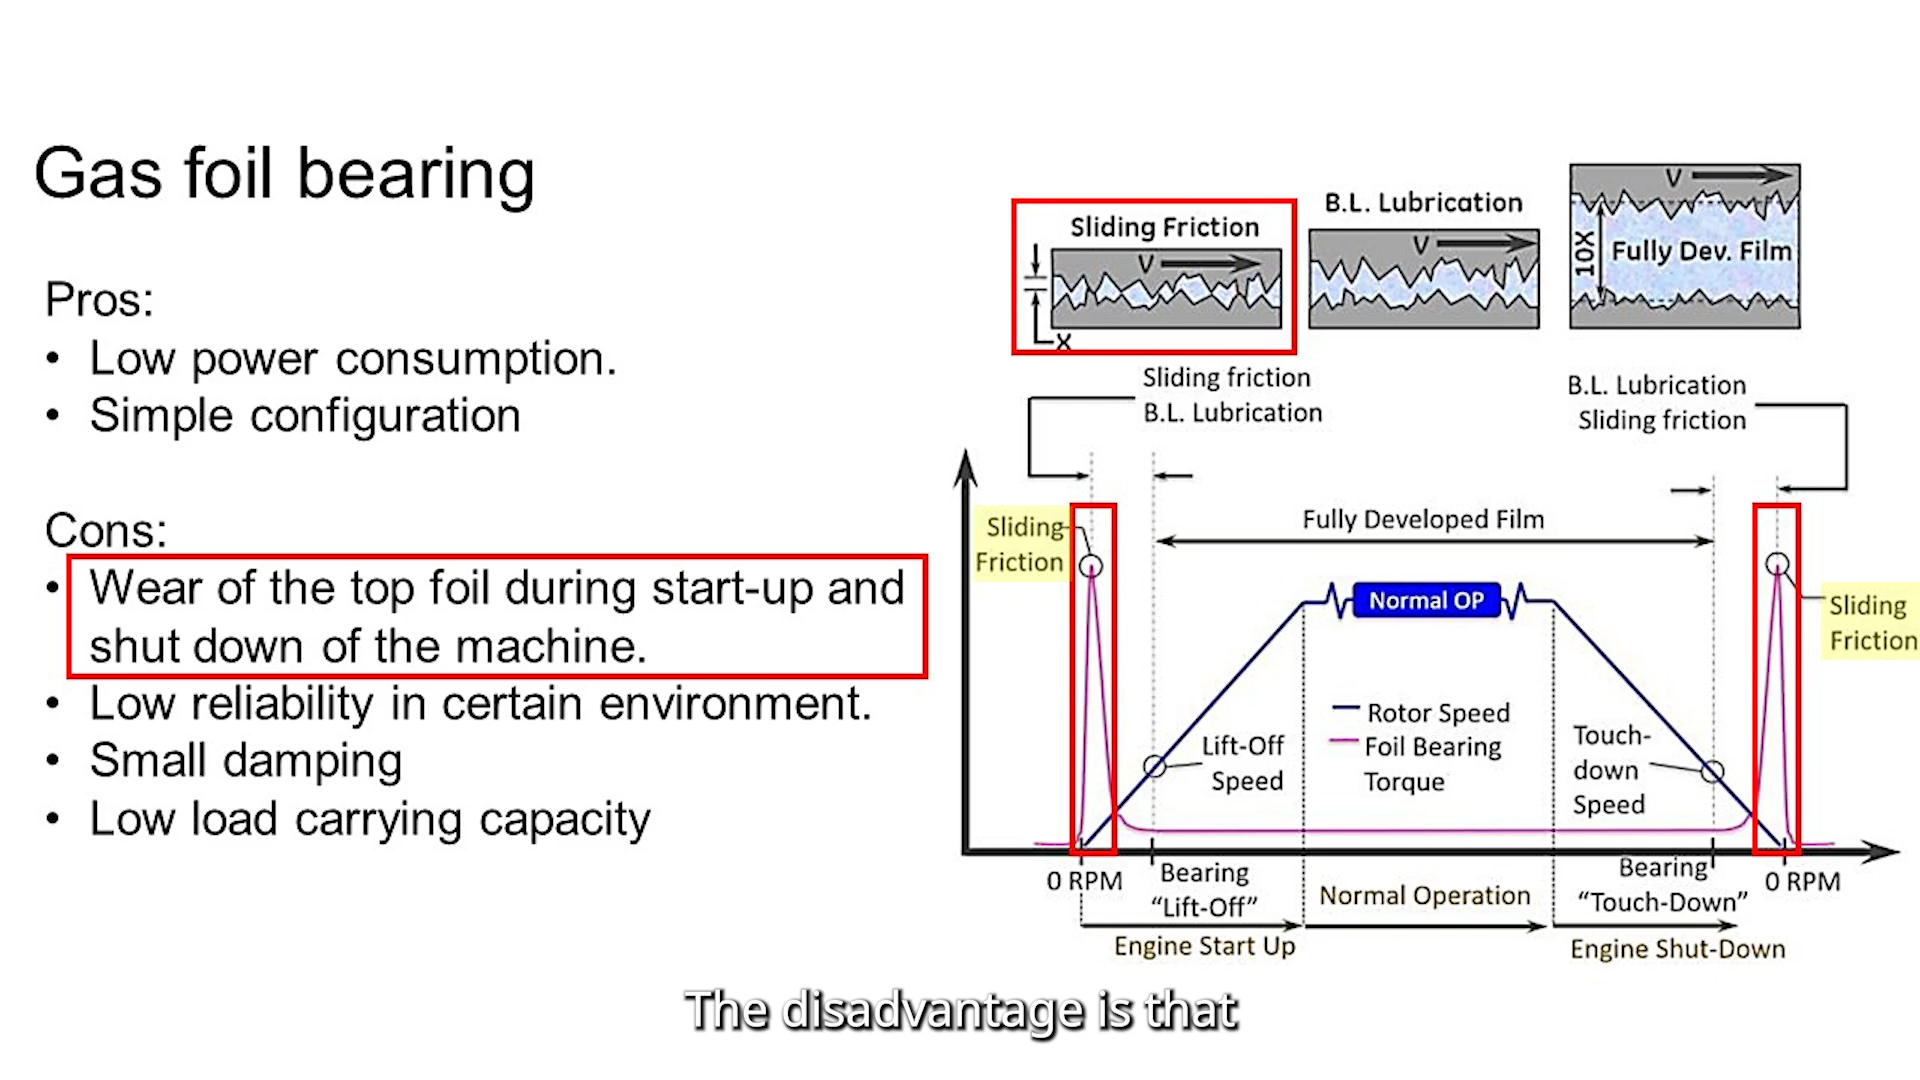 Gas foil bearing
Pros:
• Low power consumption.
• Simple configuration
Cons:
• Wear of the top foil during start-up and
shut down of the machine.
• Low reliability in certain environment.
• Small damping
• Low load carrying capacity
Sliding Friction
V
X
B.L. Lubrication
V
V
10X
Fully Dev. Film
Sliding friction
B.L. Lubrication
B.L. Lubrication
Sliding friction
Sliding
Friction
Fully Developed Film
Normal OP
Sliding
Friction
Rotor Speed
Foil Bearing
Torque
Lift-Off
Speed
Touch-
down
Speed
0 RPM
Bearing
“Lift-Off”
Normal Operation
Bearing
“Touch-Down”
0 RPM
Engine Start Up
Engine Shut-Down
The disadvantage is that